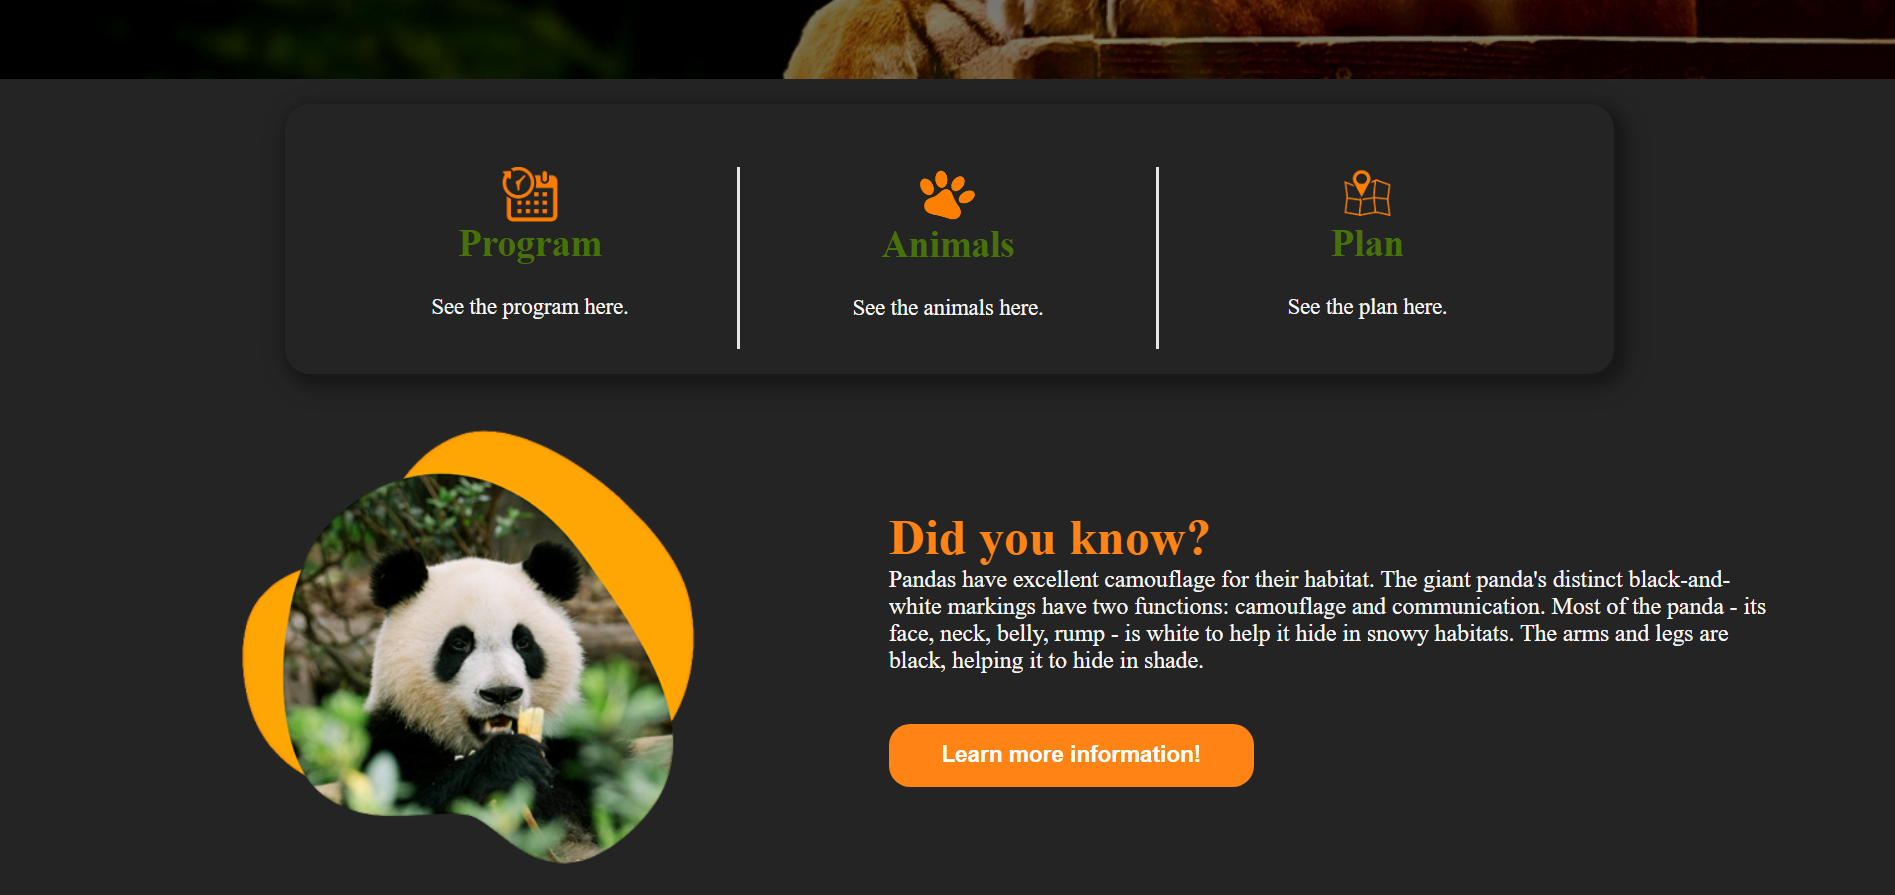 Program
Animals
Plan
See the program here.
See the animals here.
See the plan here.
Did you know?
Pandas have excellent camouflage for their habitat. The giant panda's distinct black-and-
white markings have two functions: camouflage and communication. Most of the panda - its
face, neck, belly, rump - is white to help it hide in snowy habitats. The arms and legs are
black, helping it to hide in shade.
Learn more information!